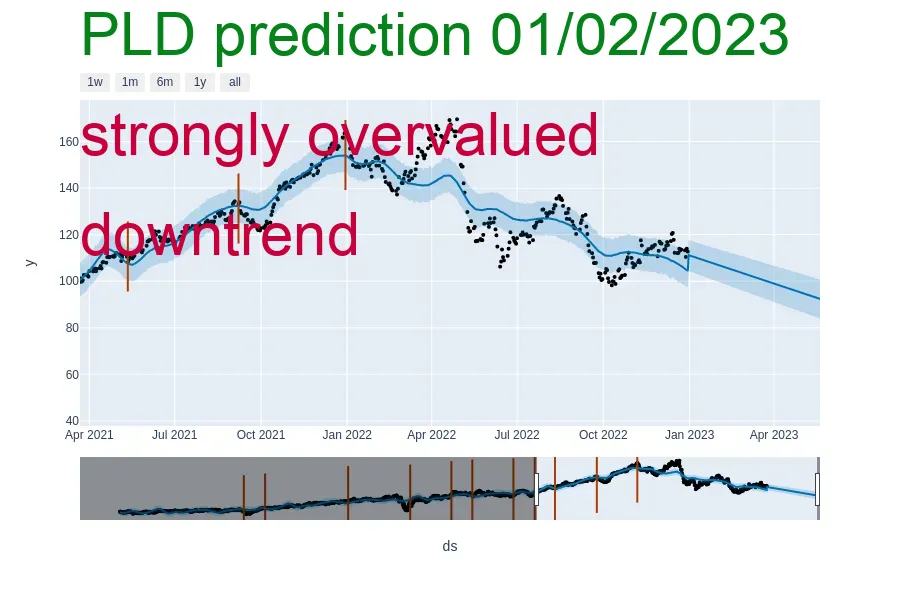 PLD prediction 01/02/2023
1w 1m 6m 1y all
strongly overvalued
downtrend
y
160
140
120
100
80
60
40
Apr 2021 Jul 2021 Oct 2021 Jan 2022 Apr 2022 Jul 2022 Oct 2022 Jan 2023 Apr 2023
ds